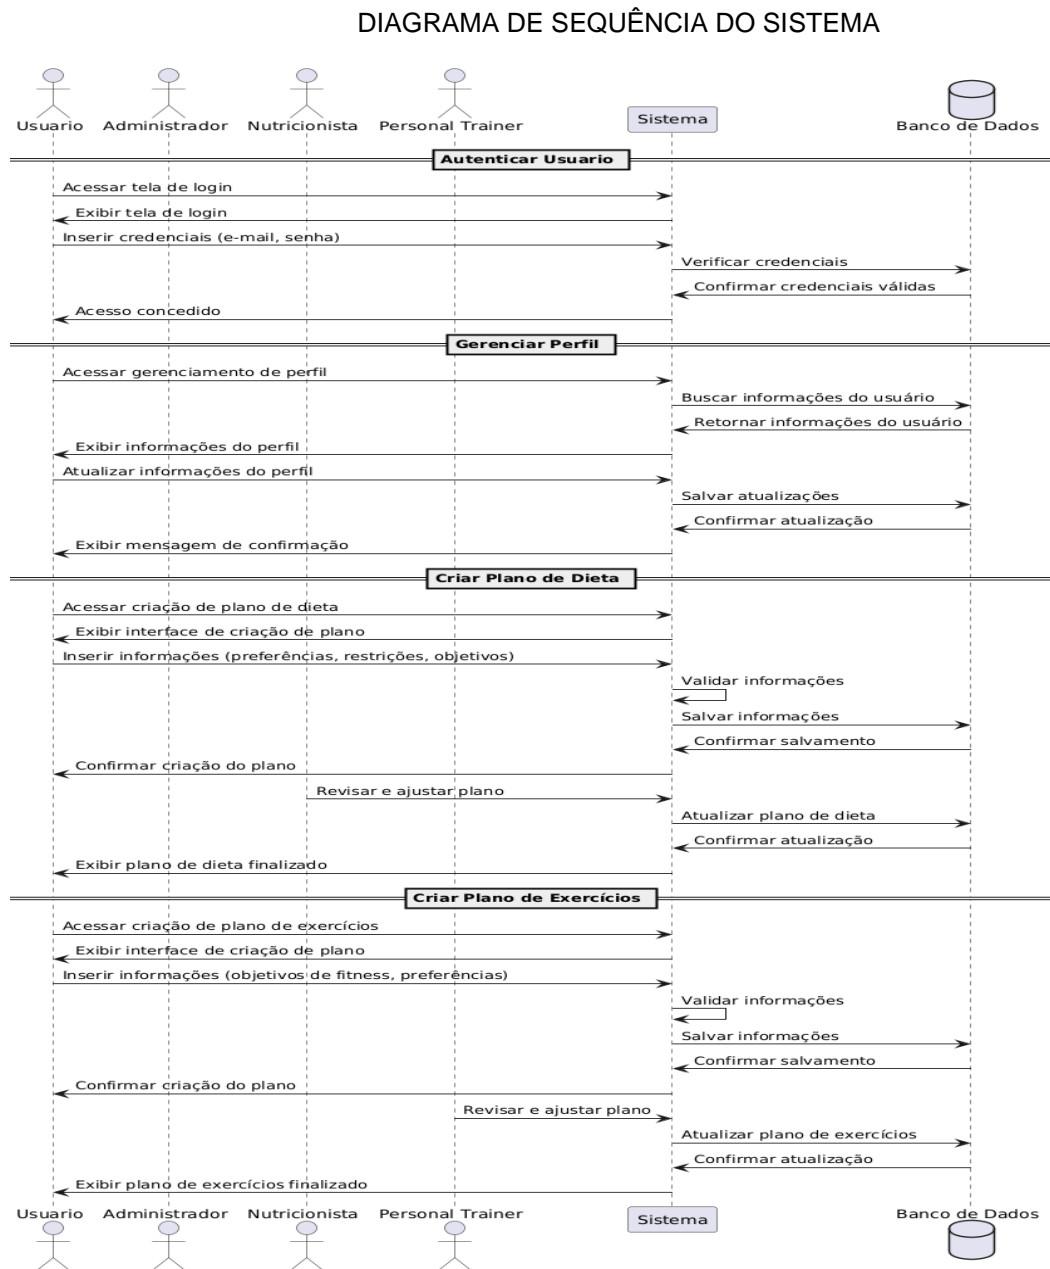 DIAGRAMA DE SEQUÊNCIA DO SISTEMA
Usuario Administrador Nutricionista Personal Trainer Sistema Banco de Dados
Autenticar Usuario
Acessar tela de login
Exibir tela de login
Inserir credenciais (e-mail, senha)
Verificar credenciais
Confirmar credenciais válidas
Acesso concedido
Gerenciar Perfil
Acessar gerenciamento de perfil
Buscar informações do usuário
Retornar informações do usuário
Exibir informações do perfil
Atualizar informações do perfil
Salvar atualizações
Confirmar atualização
Exibir mensagem de confirmação
Criar Plano de Dieta
Acessar criação de plano de dieta
Exibir interface de criação de plano
Inserir informações (preferências, restrições, objetivos)
Validar informações
Salvar informações
Confirmar salvamento
Confirmar criação do plano
Revisar e ajustar plano
Atualizar plano de dieta
Confirmar atualização
Exibir plano de dieta finalizado
Criar Plano de Exercícios
Acessar criação de plano de exercícios
Exibir interface de criação de plano
Inserir informações (objetivos de fitness, preferências)
Validar informações
Salvar informações
Confirmar salvamento
Confirmar criação do plano
Revisar e ajustar plano
Atualizar plano de exercícios
Confirmar atualização
Exibir plano de exercícios finalizado
Usuario Administrador Nutricionista Personal Trainer Sistema Banco de Dados